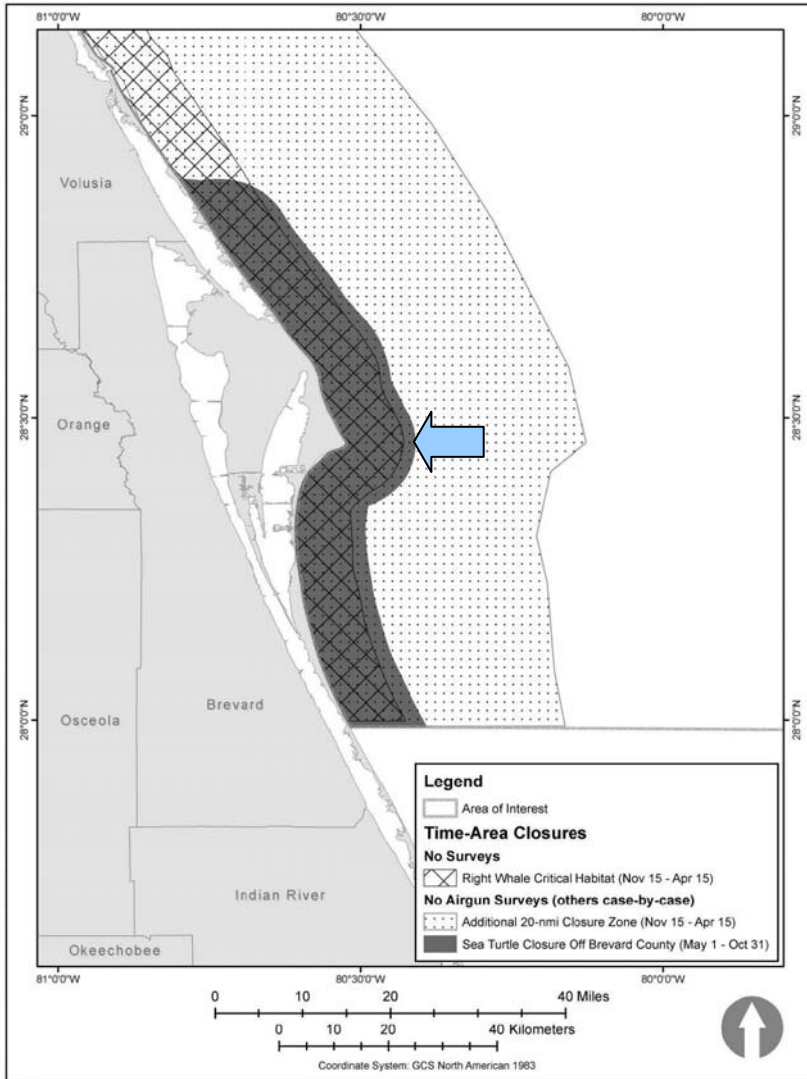 81°0'0"W 80°30'0"W 80°0'0"W
29°0'0"N 29°0'0"N
Volusia
28°30'0"N 28°30'0"N
Orange
Brevard
Osceola
28°0'0"N 28°0'0"N
Indian River
Okeechobee
Legend
Area of Interest
Time-Area Closures
No Surveys
Right Whale Critical Habitat (Nov 15 - Apr 15)
No Airgun Surveys (others case-by-case)
Additional 20-nmi Closure Zone (Nov 15 - Apr 15)
Sea Turtle Closure Off Brevard County (May 1 - Oct 31)
81°0'0"W 80°30'0"W 80°0'0"W
0 10 20 40 Miles
0 10 20 40 Kilometers
Coordinate System: GCS North American 1983